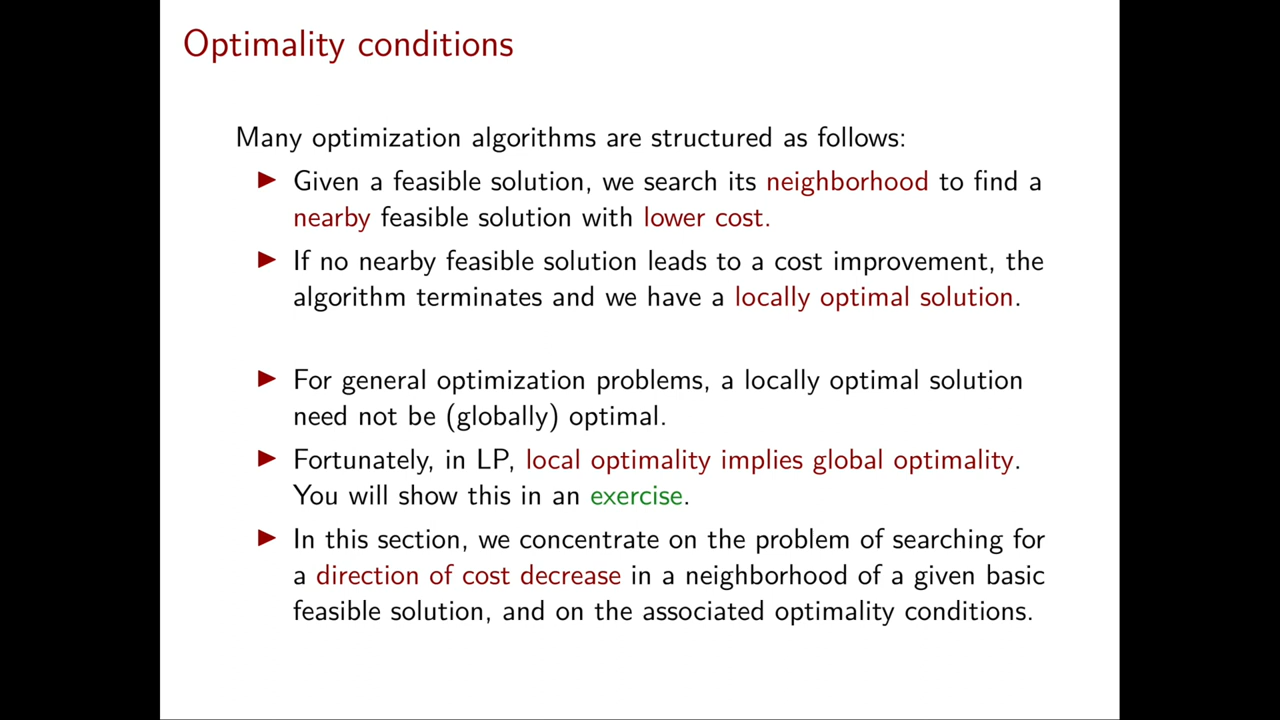 Optimality conditions
Many optimization algorithms are structured as follows:
▶ Given a feasible solution, we search its neighborhood to find a
nearby feasible solution with lower cost.
▶ If no nearby feasible solution leads to a cost improvement, the
algorithm terminates and we have a locally optimal solution.
▶ For general optimization problems, a locally optimal solution
need not be (globally) optimal.
▶ Fortunately, in LP, local optimality implies global optimality.
You will show this in an exercise.
▶ In this section, we concentrate on the problem of searching for
a direction of cost decrease in a neighborhood of a given basic
feasible solution, and on the associated optimality conditions.